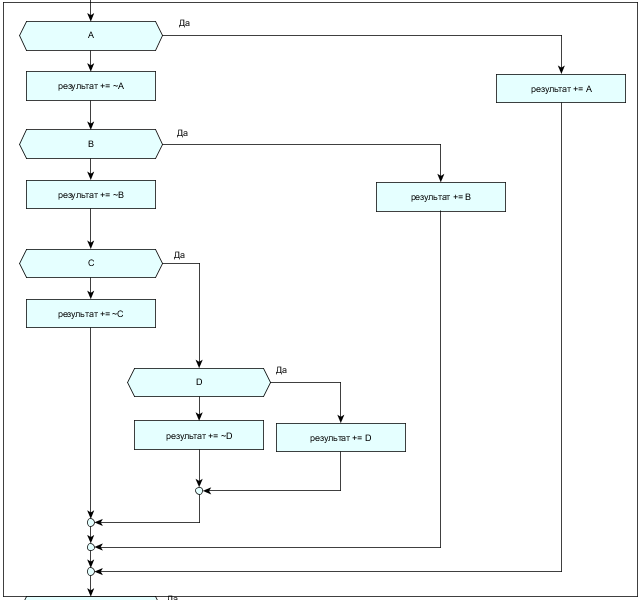 Да
A
результат += ~A
результат += A
Да
B
результат += ~B
результат += B
Да
C
результат += ~C
Да
D
результат += ~D
результат += D
Да